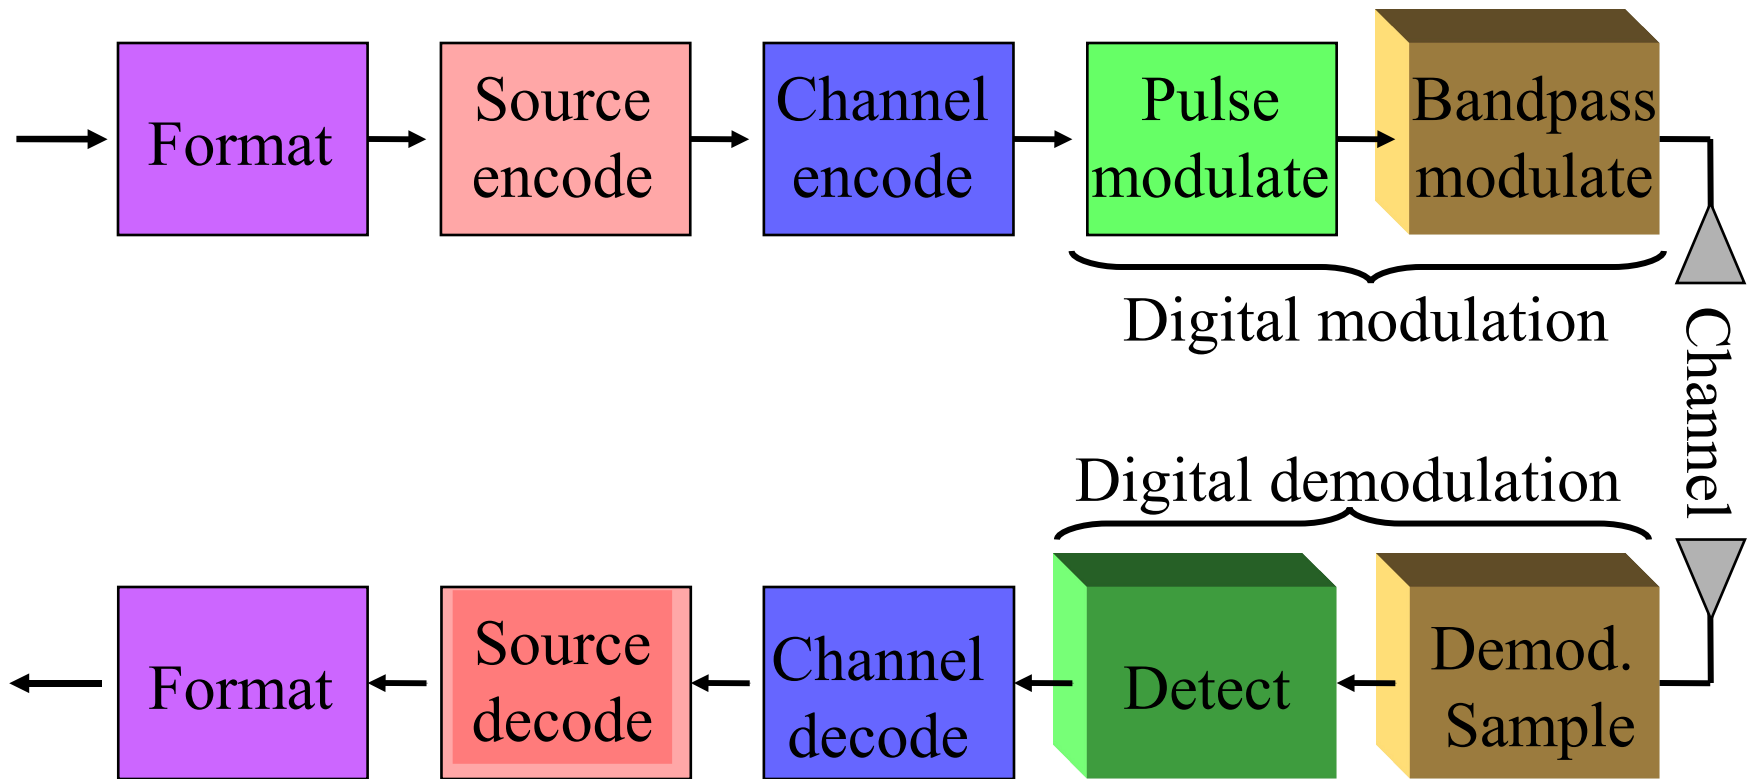 Format
Source
encode
Channel
encode
Pulse
modulate
Bandpass
modulate
Digital modulation
Channel
Digital demodulation
Format
Source
decode
Channel
decode
Detect
Demod.
Sample